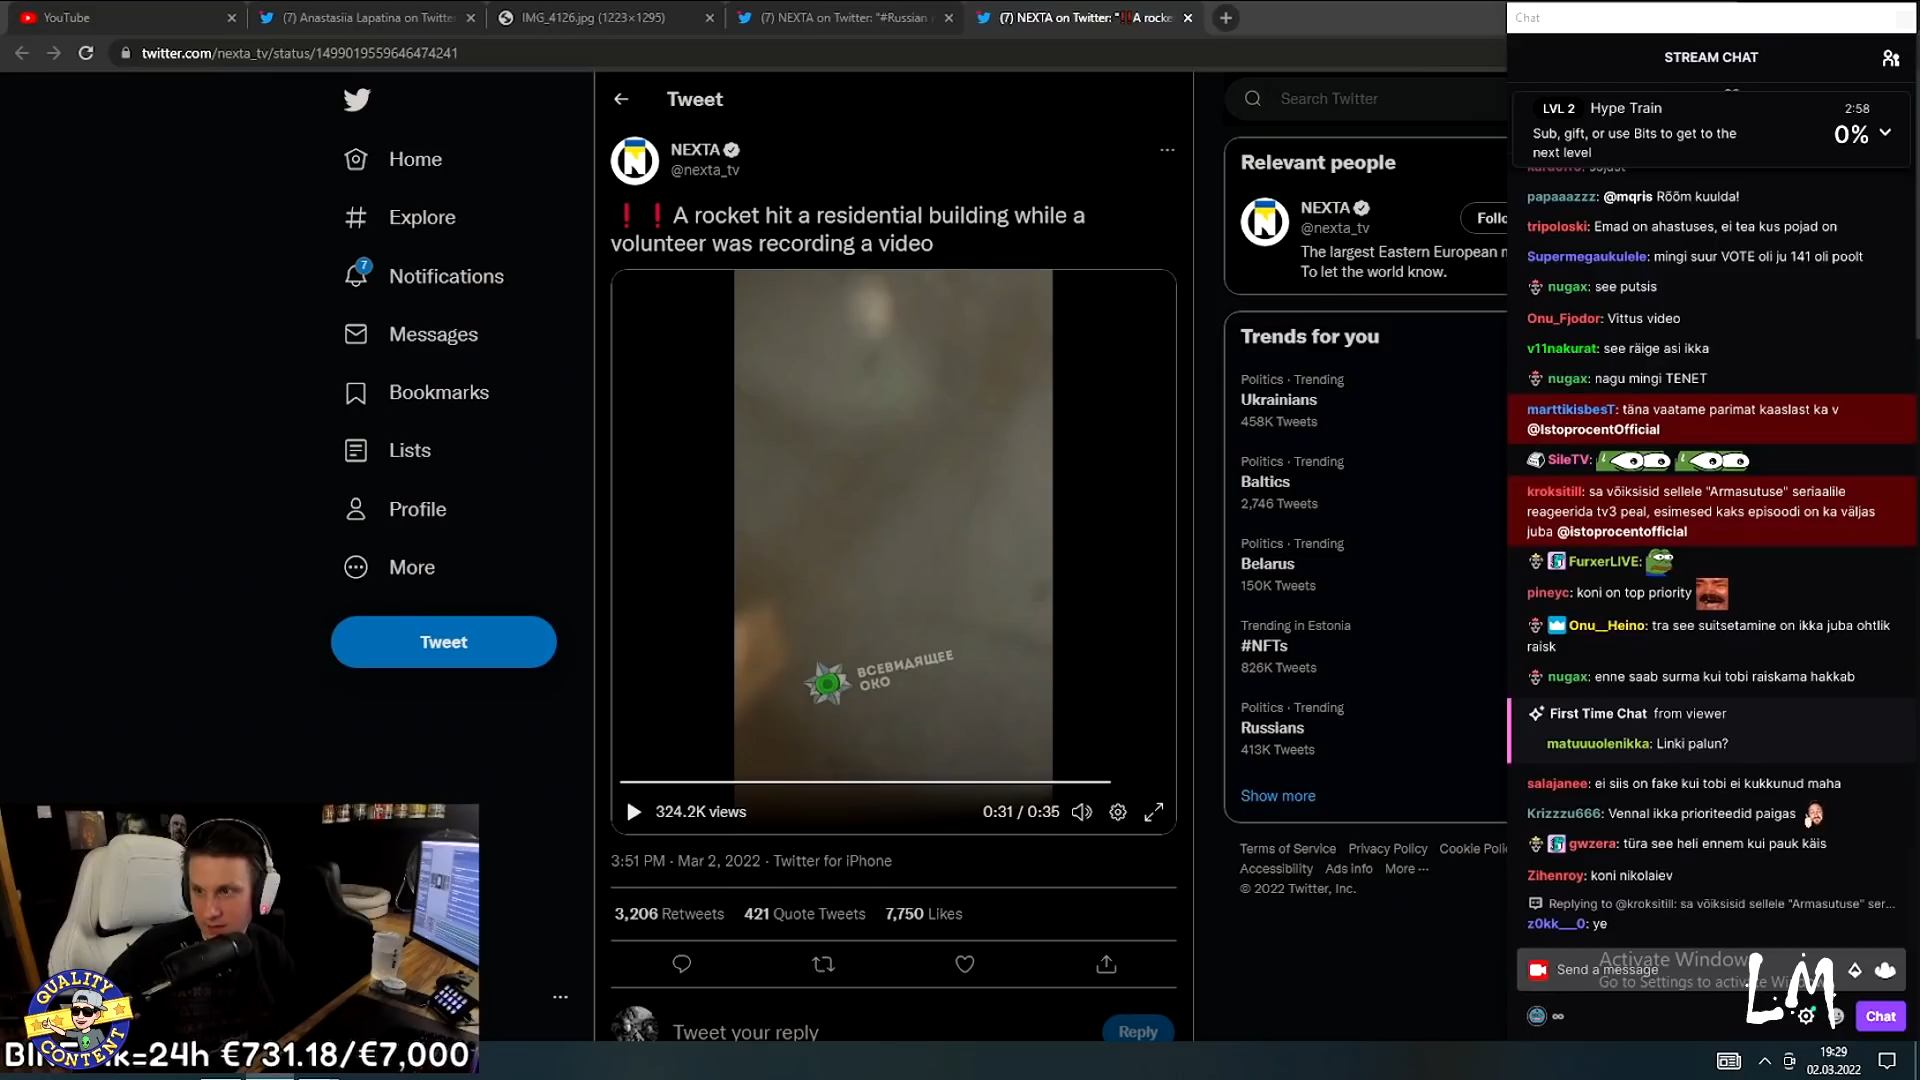 YouTube
(7) Anastasiia Lapatina on Twitte
IMG_4126.jpg (1223×1295)
(7) NEXTA on Twitter: "#Russian
(7) NEXTA on Twitter: "‼️A rocke
twitter.com/nexta_tv/status/1499019559646474241
Home
Explore
7
Notifications
Messages
Bookmarks
Lists
Profile
More
Tweet
Tweet
NEXTA
@nexta_tv
❗❗A rocket hit a residential building while a
volunteer was recording a video
ВСЕВИДЯЩЕЕ
ОКО
324.2K views
0:31 / 0:35
3:51 PM · Mar 2, 2022 · Twitter for iPhone
3,206 Retweets 421 Quote Tweets 7,750 Likes
Tweet your reply
Reply
Search Twitter
Relevant people
NEXTA
@nexta_tv
Follo
The largest Eastern European
To let the world know.
Trends for you
Politics · Trending
Ukrainians
458K Tweets
Politics · Trending
Baltics
2,746 Tweets
Politics · Trending
Belarus
150K Tweets
Trending in Estonia
#NFTs
826K Tweets
Politics · Trending
Russians
413K Tweets
Show more
Terms of Service Privacy Policy Cookie Poli
Accessibility Ads info More ···
© 2022 Twitter, Inc.
Chat
STREAM CHAT
LVL 2 Hype Train
2:58
Sub, gift, or use Bits to get to the
next level
0%
papaaazzz: @mqris Rõõm kuulda!
tripoloski: Emad on ahastuses, ei tea kus pojad on
Supermegaukulele: mingi suur VOTE oli ju 141 oli poolt
nugax: see putsis
Onu_Fjodor: Vittus video
v11nakurat: see räige asi ikka
nugax: nagu mingi TENET
marttikisbesT: täna vaatame parimat kaaslast ka v
@IstoprocentOfficial
SileTV:
kroksitill: sa võiksisid sellele "Armasutuse" seriaalile
reageerida tv3 peal, esimesed kaks episoodi on ka väljas
juba @istoprocentofficial
FurxerLIVE:
pineyc: koni on top priority
Onu__Heino: tra see suitsetamine on ikka juba ohtlik
raisk
nugax: enne saab surma kui tobi raiskama hakkab
First Time Chat from viewer
matuuuolenikka: Linki palun?
salajanee: ei siis on fake kui tobi ei kukkunud maha
Krizzzu666: Vennal ikka prioriteedid paigas
gwzera: türa see heli ennem kui pauk käis
Zihenroy: koni nikolaiev
Replying to @kroksitill: sa võiksisid sellele "Armasutuse" ser...
z0kk___0: ye
Activate Window
Send a message
Go to Settings to activate Win
LM
Chat
QUALITY
CONTENT
=24h €731.18/€7,000
19:29
02.03.2022